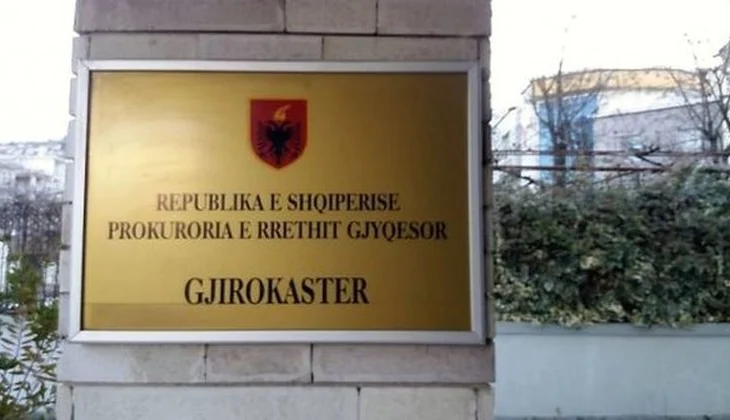 REPUBLIKA E SHQIPERISE
PROKURORIA E RRETHIT GJYQESOR
GJIROKASTER